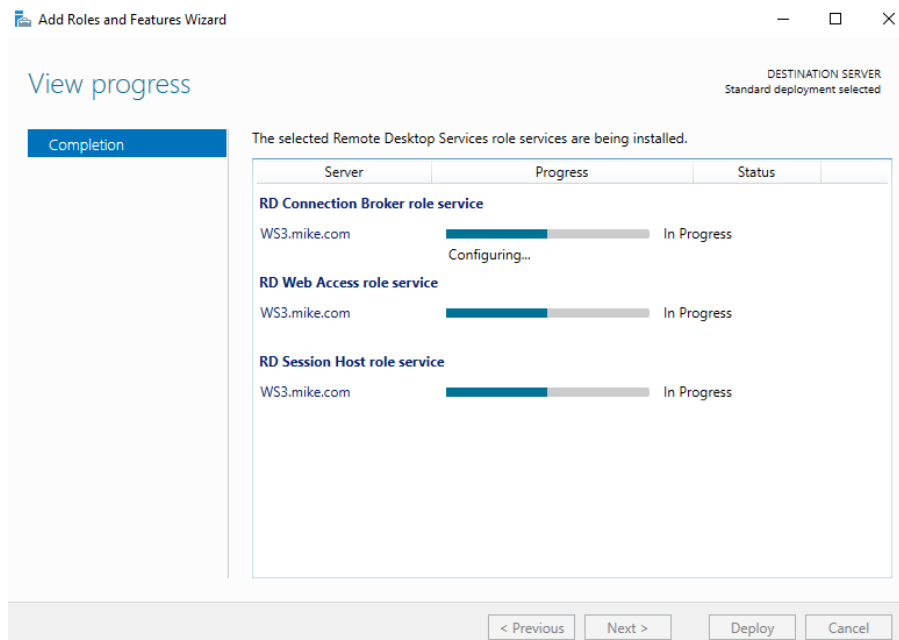 Add Roles and Features Wizard
View progress
DESTINATION SERVER
Standard deployment selected
Completion
The selected Remote Desktop Services role services are being installed.
Server Progress Status
RD Connection Broker role service
WS3.mike.com In Progress
Configuring...
RD Web Access role service
WS3.mike.com In Progress
RD Session Host role service
WS3.mike.com In Progress
< Previous Next > Deploy Cancel